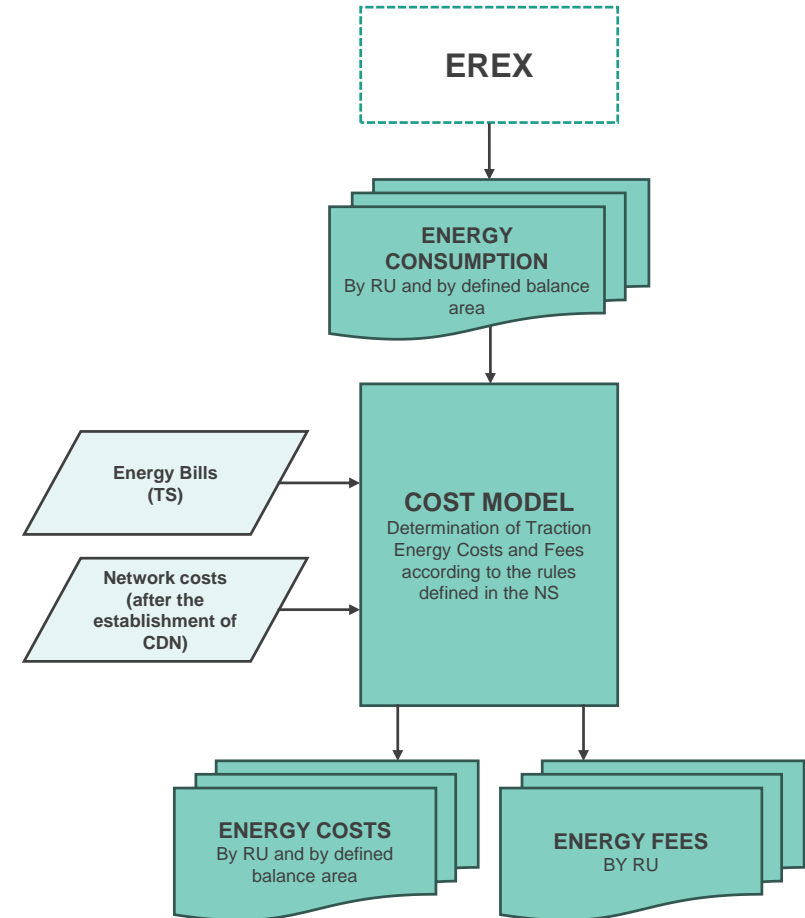 EREX
ENERGY
CONSUMPTION
By RU and by defined balance
area
Energy Bills
(TS)
COST MODEL
Determination of Traction
Energy Costs and Fees
according to the rules
defined in the NS
Network costs
(after the
establishment of
CDN)
ENERGY COSTS
By RU and by defined
balance area
ENERGY FEES
BY RU